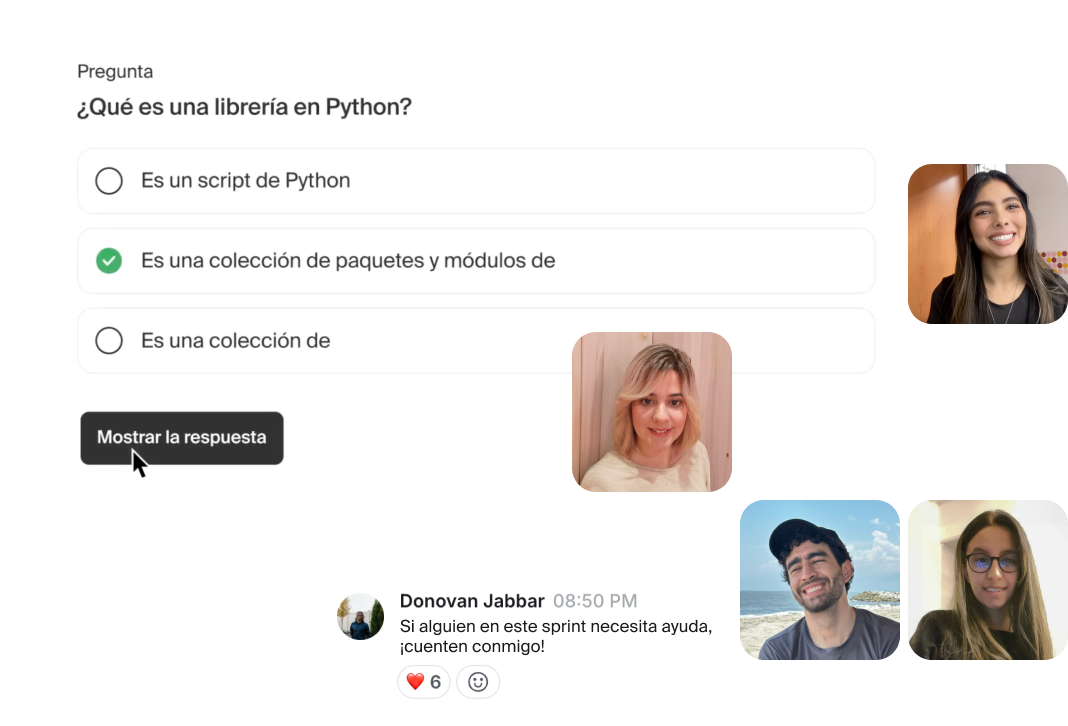 Pregunta
¿Qué es una librería en Python?
Es un script de Python
Es una colección de paquetes y módulos de
Es una colección de
Mostrar la respuesta
Donovan Jabbar 08:50 PM
Si alguien en este sprint necesita ayuda,
¡cuenten conmigo!
❤️ 6